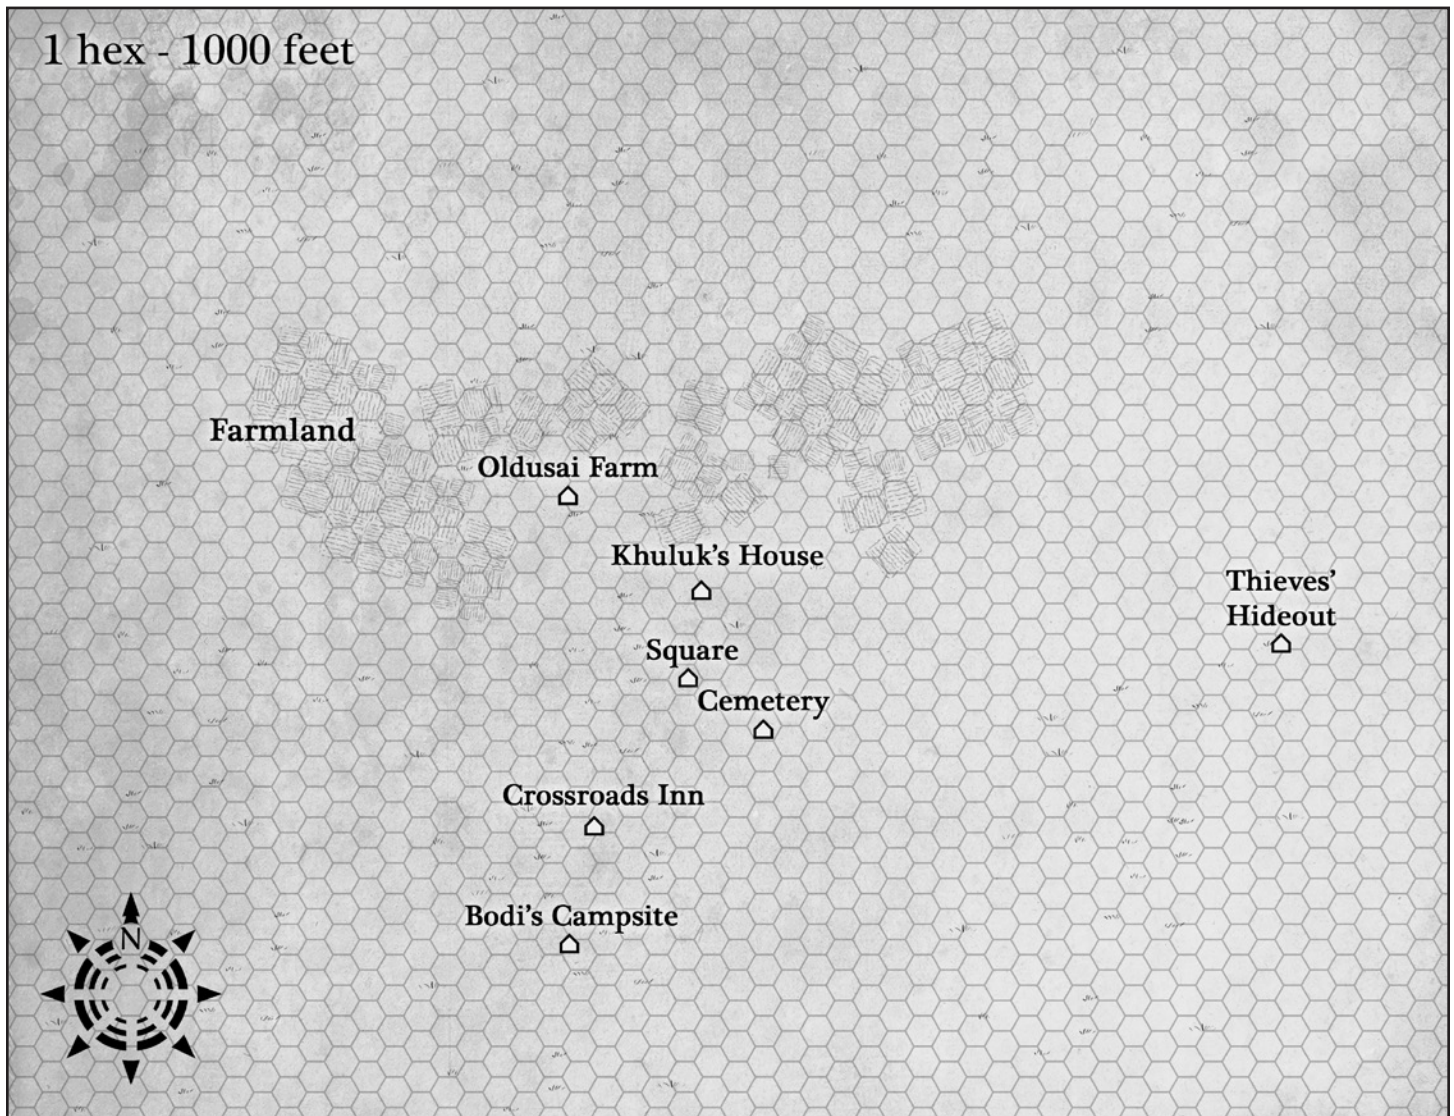 1 hex - 1000 feet
Farmland
Oldusai Farm
Khuluk's House
Thieves'
Hideout
Square
Cemetery
Crossroads Inn
Bodi's Campsite
N